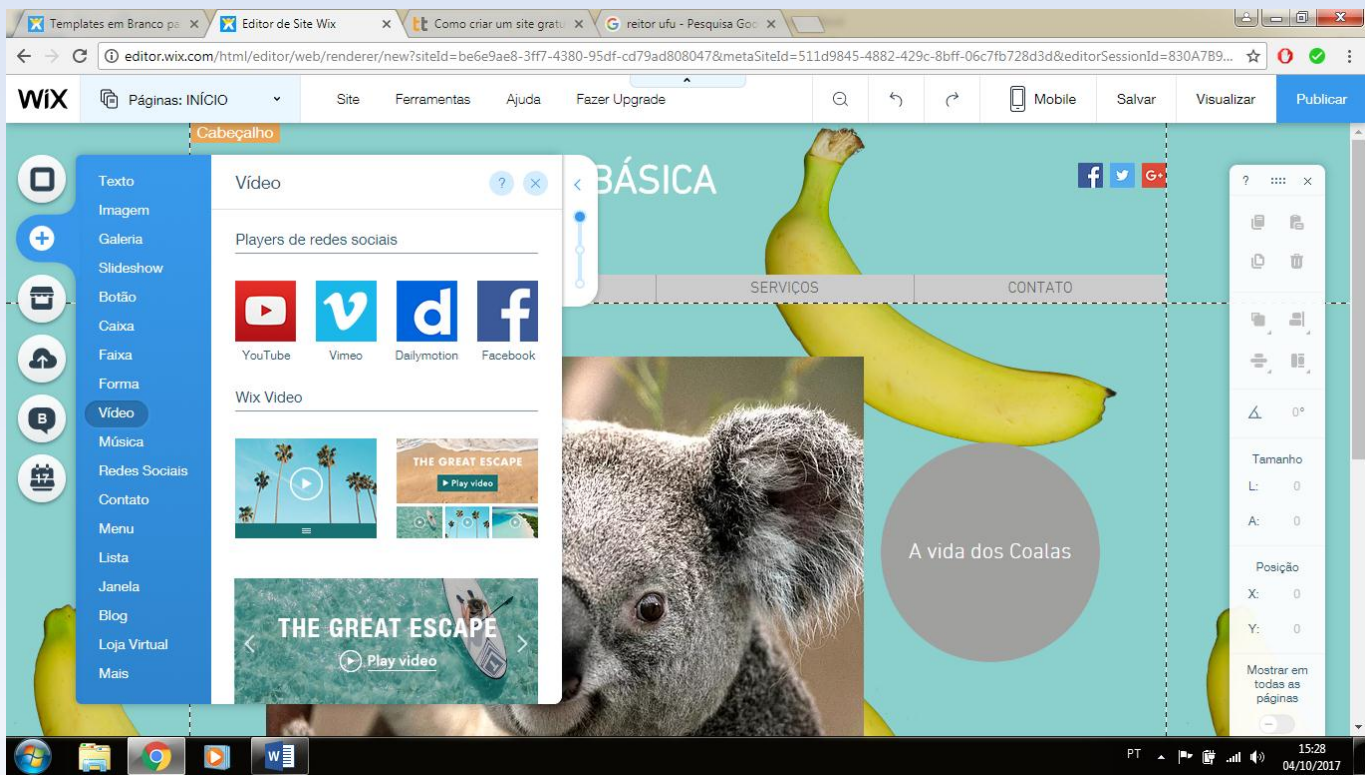 Templates em Branco pa
Editor de Site Wix
Como criar um site gratu
reitor ufu - Pesquisa Goo
editor.wix.com/html/editor/web/renderer/new?siteId=be6e9ae8-3ff7-4380-95df-cd79ad808047&metaSiteId=511d9845-4882-429c-8bff-06c7fb728d3d&editorSessionId=830A7B9...
WiX Páginas: INÍCIO Site Ferramentas Ajuda Fazer Upgrade Mobile Salvar Visualizar Publicar
Cabeçalho
BÁSICA
G+
SERVIÇOS
CONTATO
Texto
Imagem
Galeria
Slideshow
Botão
Caixa
Faixa
Forma
Vídeo
Música
Redes Sociais
Contato
Menu
Lista
Janela
Blog
Loja Virtual
Mais
Vídeo
?
Players de redes sociais
YouTube
Vimeo
Dailymotion
Facebook
Wix Video
THE GREAT ESCAPE
Play video
THE GREAT ESCAPE
Play video
A vida dos Coalas
B
17
?
0°
Tamanho
L: 0
A: 0
Posição
X: 0
Y: 0
Mostrar em
todas as
páginas
W
PT
15:28
04/10/2017